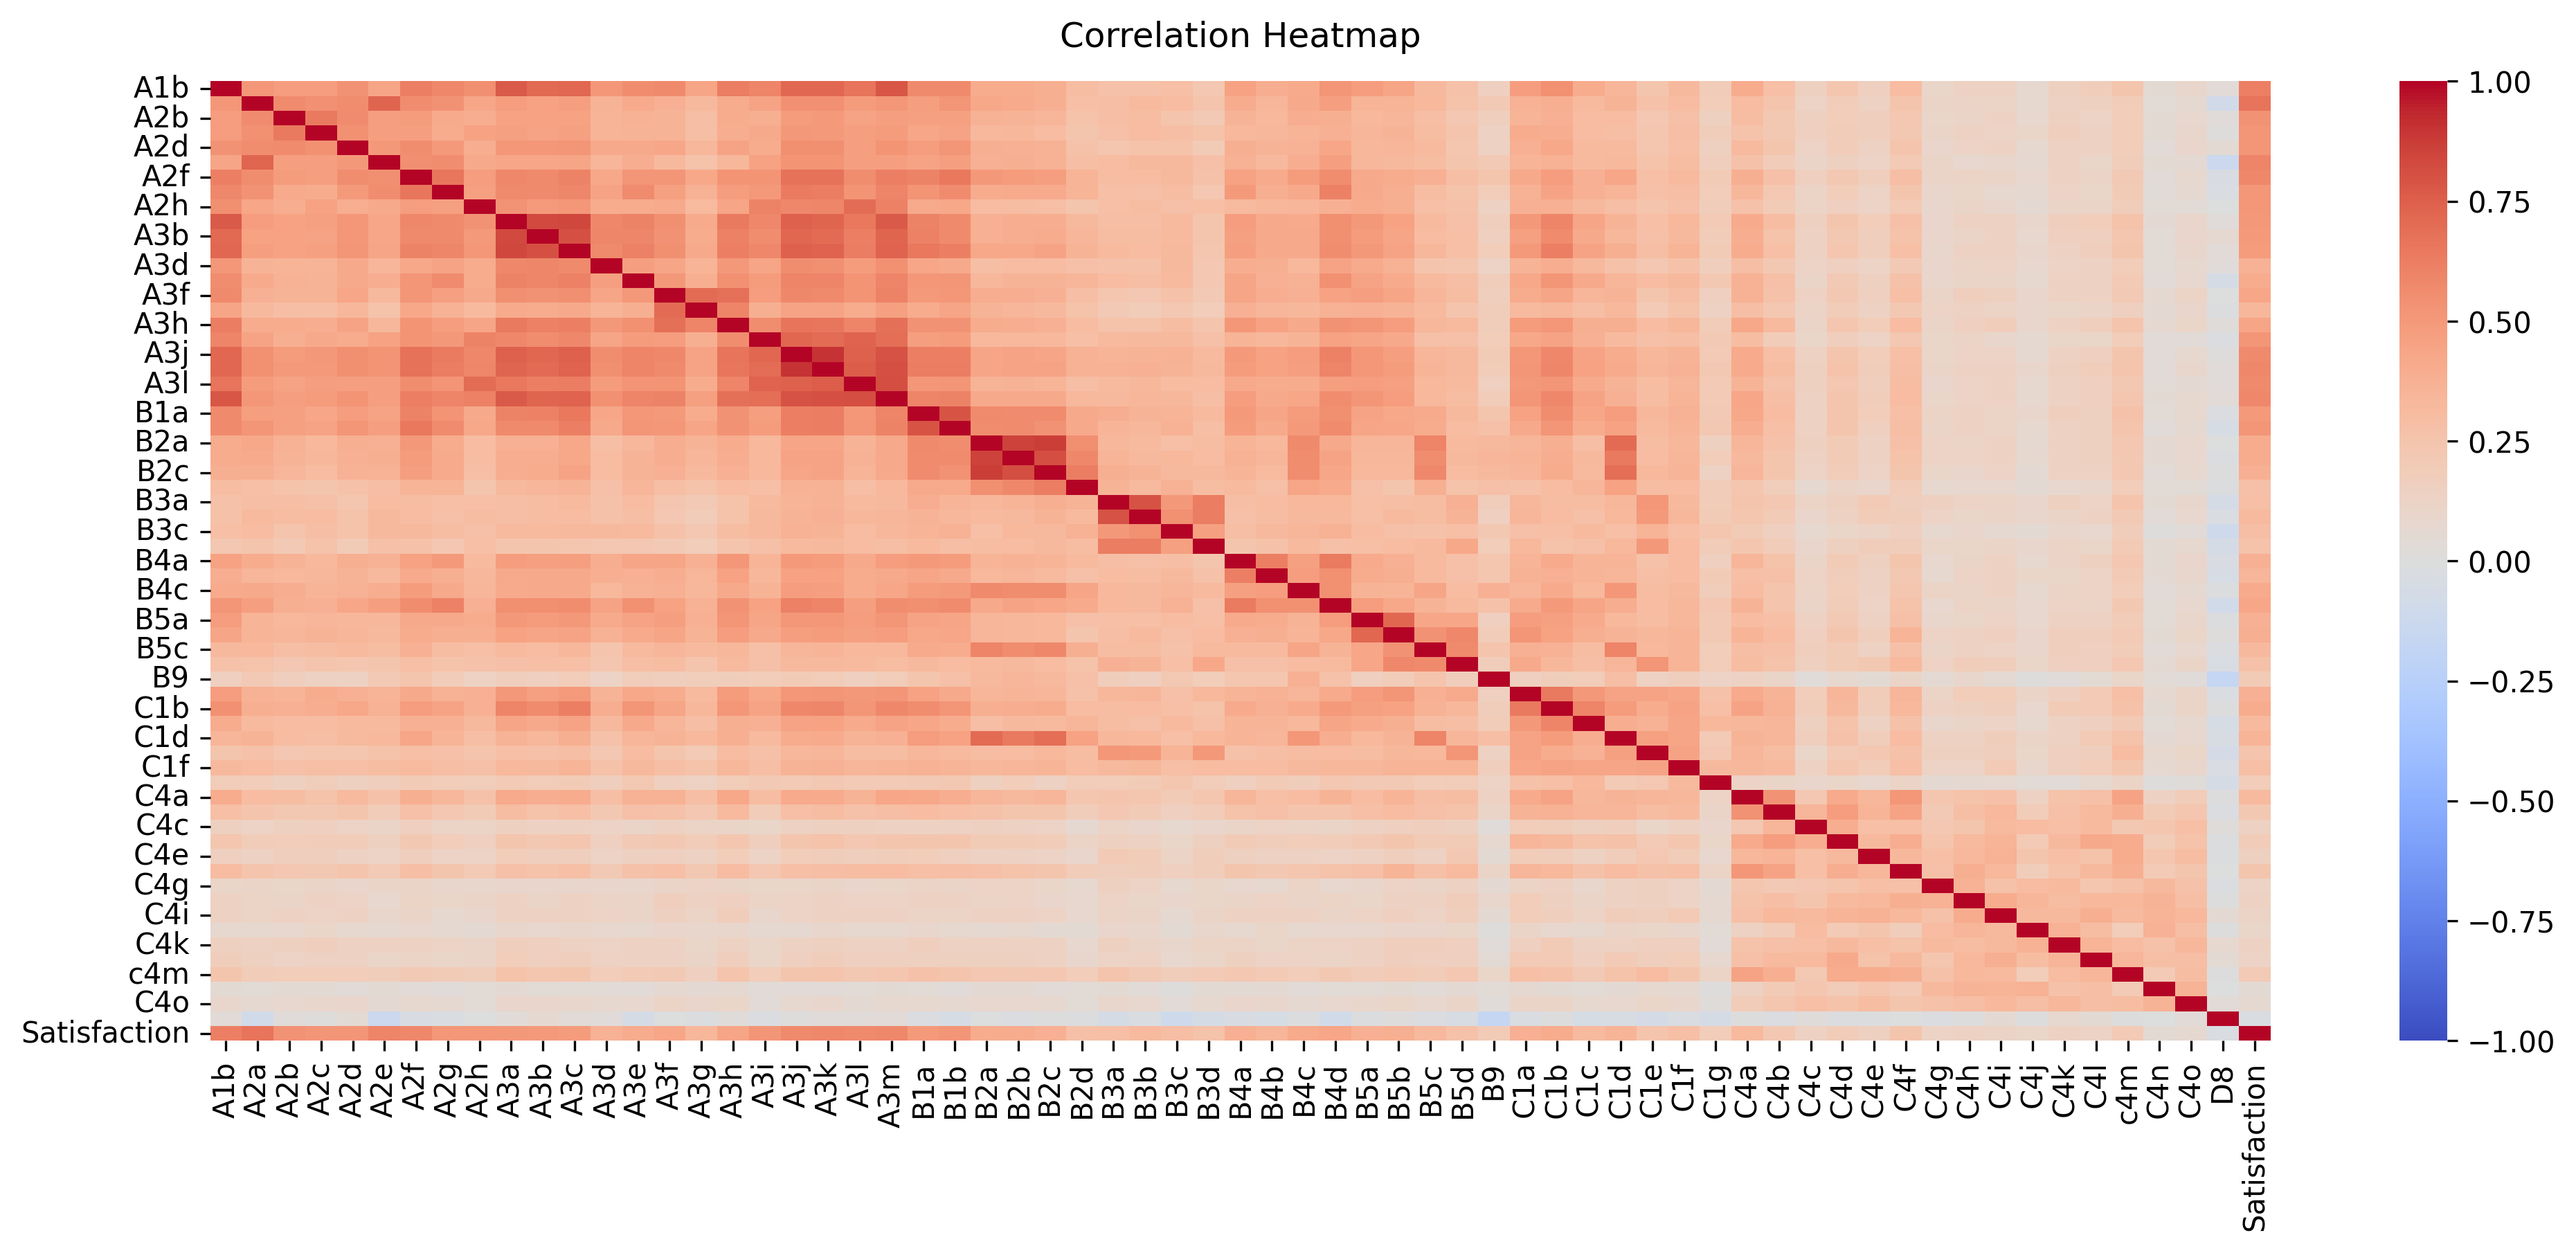 Correlation Heatmap
A1b
A2b
A2d
A2f
A2h
A3b
A3d
A3f
A3h
A3j
A3l
B1a
B2a
B2c
B3a
B3c
B4a
B4c
B5a
B5c
B9
C1b
C1d
C1f
C4a
C4c
C4e
C4g
C4i
C4k
c4m
C4o
Satisfaction
A1b A2a A2b A2c A2d A2e A2f A2g A2h A3a A3b A3c A3d A3e A3f A3g A3h A3i A3j A3k A3l A3m B1a B1b B2a B2b B2c B2d B3a B3b B3c B3d B4a B4b B4c B4d B5a B5b B5c B5d B9 C1a C1b C1c C1d C1e C1f C1g C4a C4b C4c C4d C4e C4f C4g C4h C4i C4j C4k C4l c4m C4n C4o D8 Satisfaction
1.00
0.75
0.50
0.25
0.00
−0.25
−0.50
−0.75
−1.00